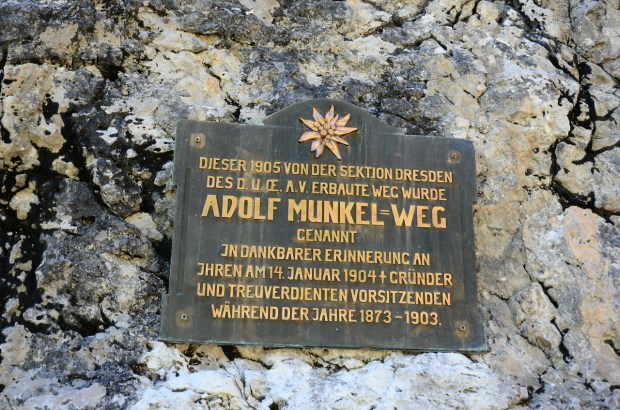 DIESER 1905 VON DER SEKTION DRESDEN
DES D. U. Œ. A.V. ERBAUTE WEG WURDE
ADOLF MUNKEL=WEG
GENANNT
JN DANKBARER ERINNERUNG AN
JHREN AM 14. JANUAR 1904 † GRÜNDER
UND TREUVERDIENTEN VORSITZENDEN
WÄHREND DER JAHRE 1873-1903.